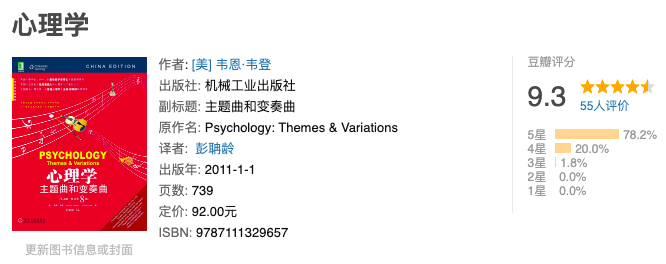 心理学
CHINA EDITION
PSYCHOLOGY
Themes & Variations
心理学
主题曲和变奏曲
更新图书信息或封面
作者: [美] 韦恩·韦登
出版社: 机械工业出版社
副标题: 主题曲和变奏曲
原作名: Psychology: Themes & Variations
译者: 彭聃龄
出版年: 2011-1-1
页数: 739
定价: 92.00元
ISBN: 9787111329657
豆瓣评分
9.3
55人评价
5星 78.2%
4星 20.0%
3星 1.8%
2星 0.0%
1星 0.0%